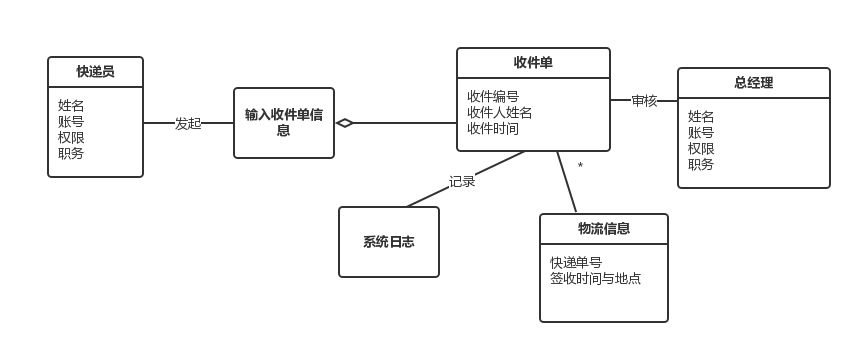 快递员
姓名
账号
权限
职务
发起
输入收件单信
息
收件单
收件编号
收件人姓名
收件时间
审核
总经理
姓名
账号
权限
职务
记录
*
系统日志
物流信息
快递单号
签收时间与地点